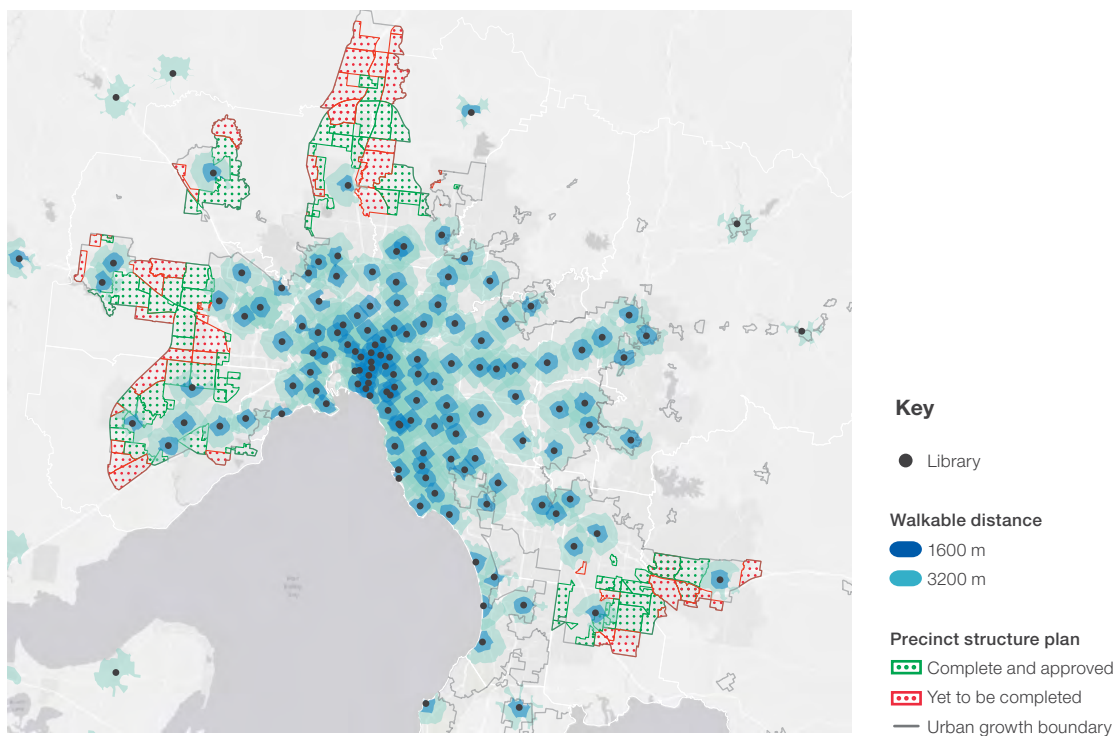 Key
Library
Walkable distance
1600 m
3200 m
Precinct structure plan
Complete and approved
Yet to be completed
Urban growth boundary